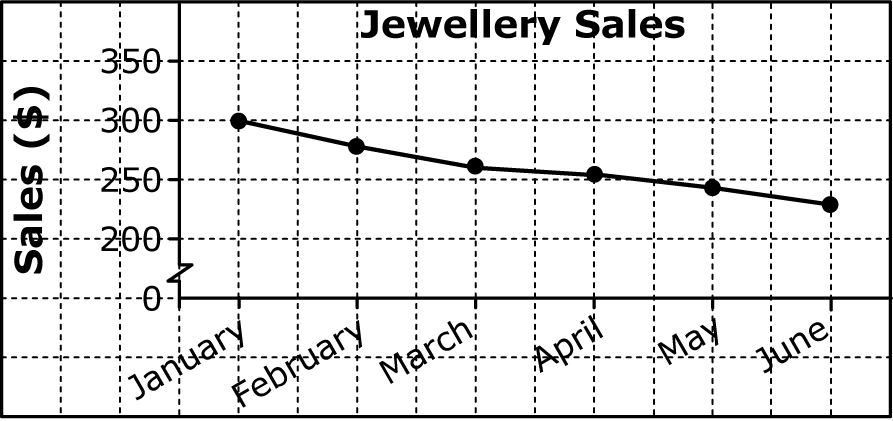 Jewellery Sales
Sales ($)
350
300
250
200
0
January
February
March
April
May
June